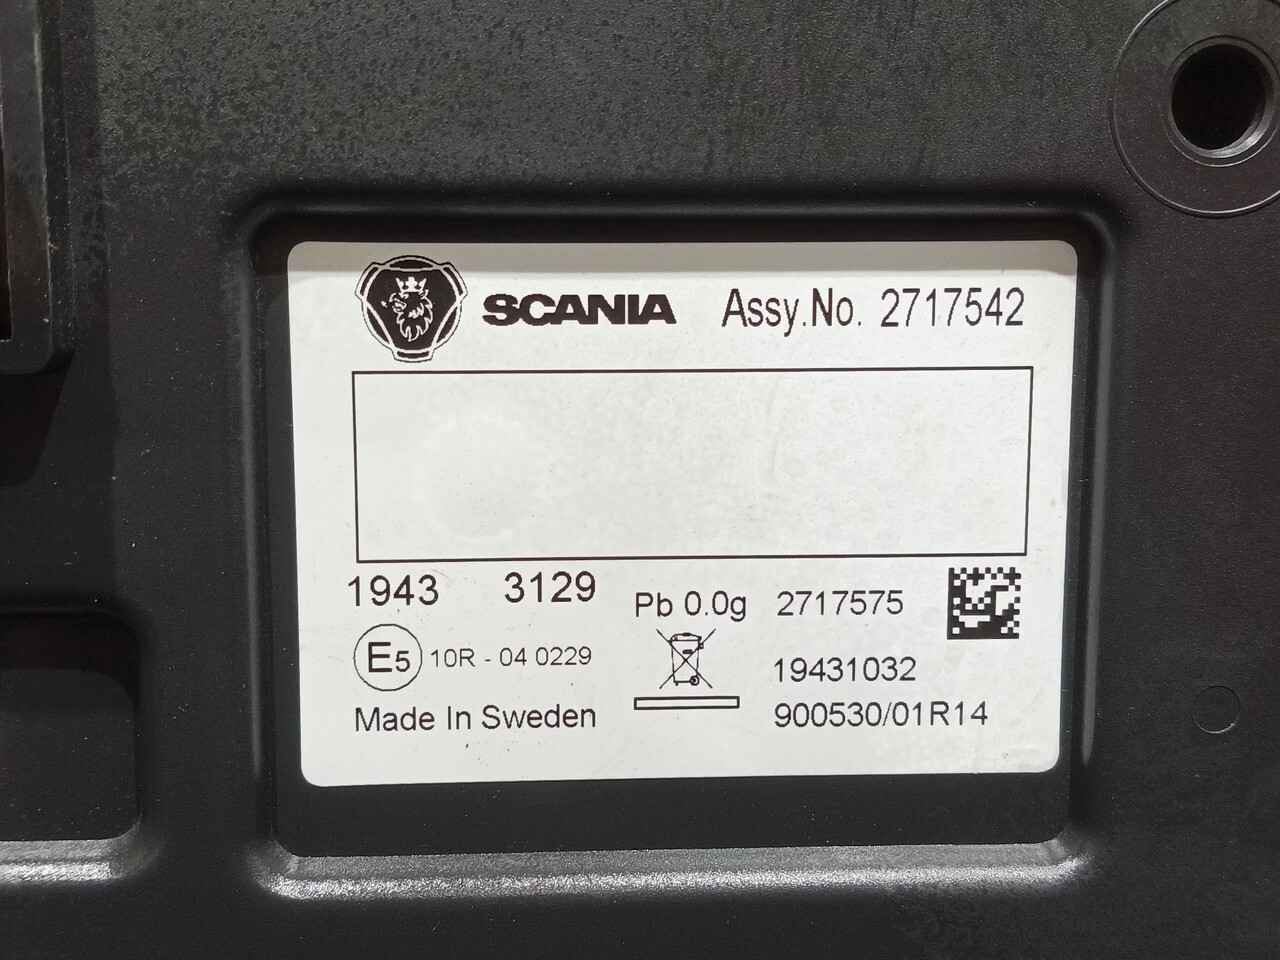 SCANIA Assy.No. 2717542
1943 3129
Pb 0.0g 2717575
E5 10R - 04 0229
19431032
Made In Sweden
900530/01R14